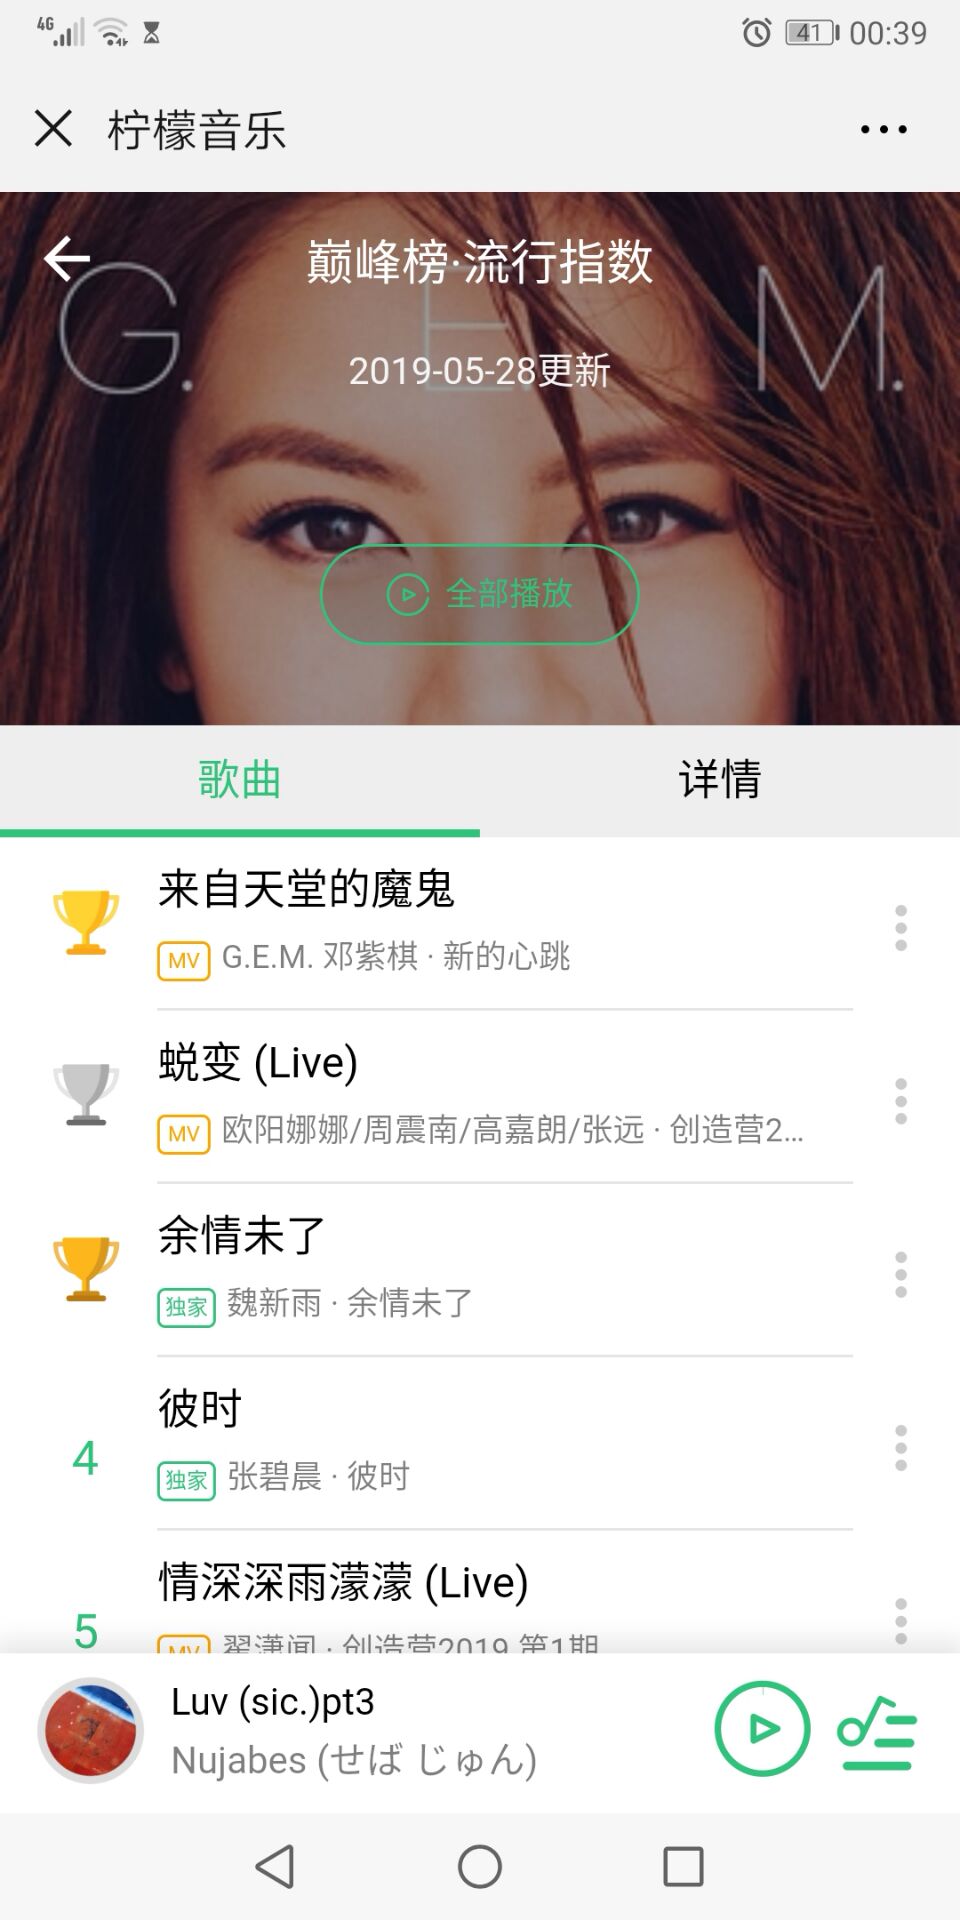 4G 41 00:39
柠檬音乐
巅峰榜·流行指数
G. E. M.
2019-05-28更新
全部播放
歌曲 详情
来自天堂的魔鬼
MV G.E.M. 邓紫棋 · 新的心跳
蜕变 (Live)
MV 欧阳娜娜/周震南/高嘉朗/张远 · 创造营2...
余情未了
独家 魏新雨 · 余情未了
彼时
4
独家 张碧晨 · 彼时
情深深雨濛濛 (Live)
5
MV 翟潇闻 · 创造营2019 第1期
Luv (sic.)pt3
Nujabes (せば じゅん)